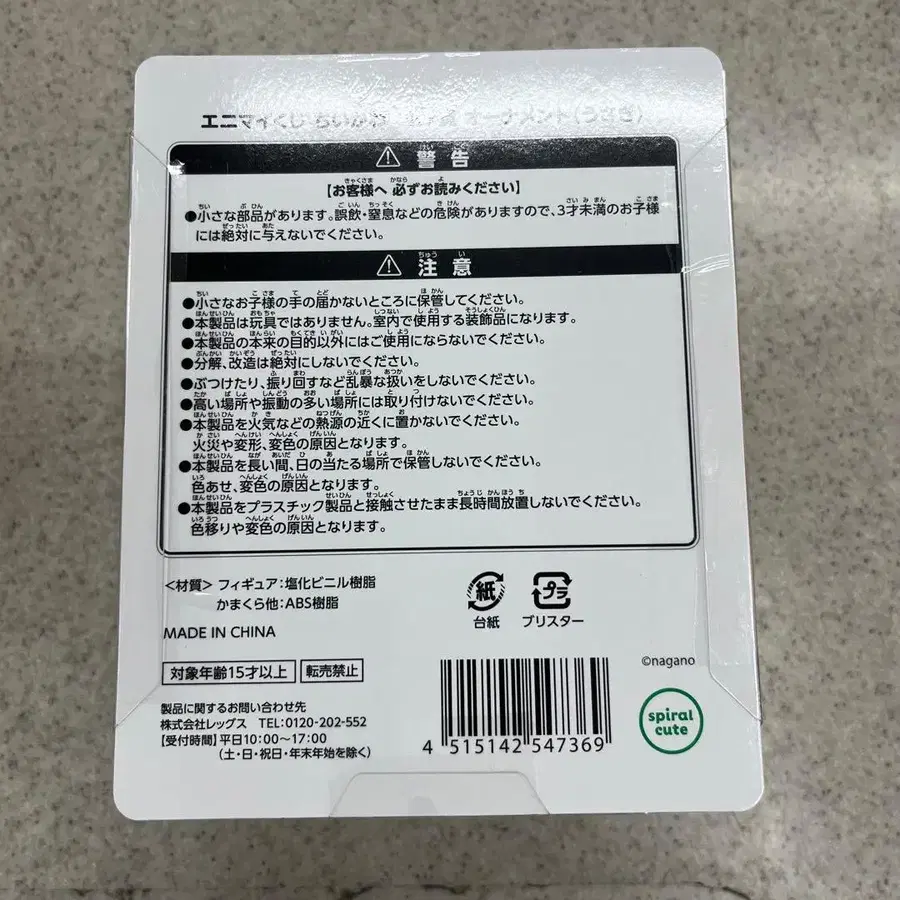 エニマイくじ ちいかわ ーナメント(うさぎ)
警告
【お客様へ 必ずお読みください】
●小さな部品があります。誤飲・窒息などの危険がありますので、3才未満のお子様
には絶対に与えないでください。
注意
●小さなお子様の手の届かないところに保管してください。
●本製品は玩具ではありません。室内で使用する装飾品になります。
●本製品の本来の目的以外にはご使用にならないでください。
●分解、改造は絶対にしないでください。
●ぶつけたり、振り回すなど乱暴な扱いをしないでください。
●高い場所や振動の多い場所には取り付けないでください。
●本製品を火気などの熱源の近くに置かないでください。
火災や変形、変色の原因となります。
●本製品を長い間、日の当たる場所で保管しないでください。
色あせ、変色の原因となります。
●本製品をプラスチック製品と接触させたまま長時間放置しないでください。
色移りや変色の原因となります。
<材質> フィギュア:塩化ビニル樹脂
かまくら他:ABS樹脂
紙
台紙
プラ
ブリスター
MADE IN CHINA
©nagano
対象年齢15才以上 転売禁止
spiral
cute
製品に関するお問い合わせ先
株式会社レッグス TEL:0120-202-552
【受付時間】平日10:00~17:00
(土・日・祝日・年末年始を除く)
4 515142 547369